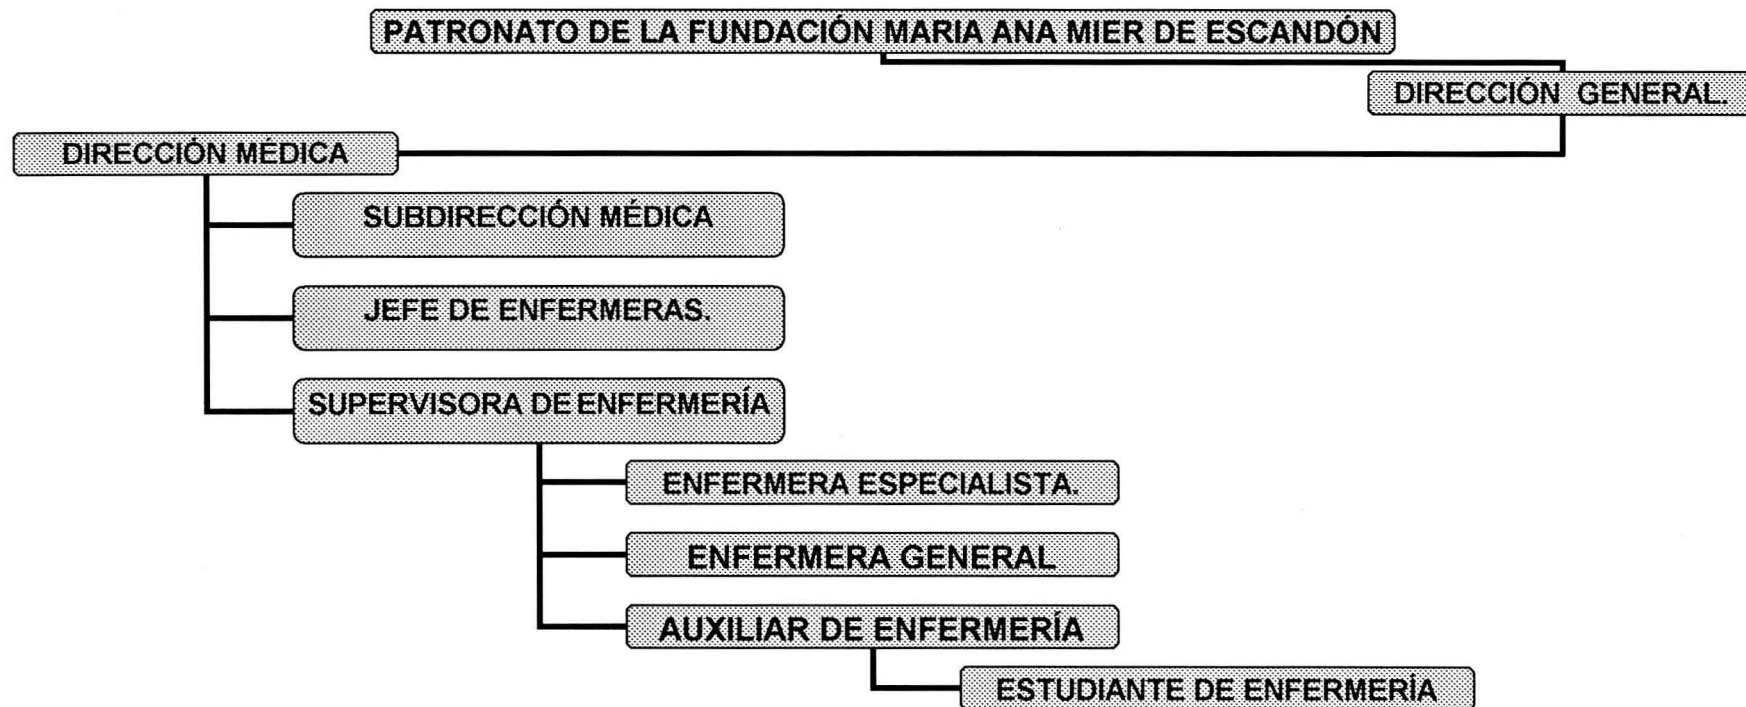 PATRONATO DE LA FUNDACIÓN MARIA ANA MIER DE ESCANDÓN
DIRECCIÓN GENERAL.
DIRECCIÓN MÉDICA
SUBDIRECCIÓN MÉDICA
JEFE DE ENFERMERAS.
SUPERVISORA DE ENFERMERÍA
ENFERMERA ESPECIALISTA.
ENFERMERA GENERAL
AUXILIAR DE ENFERMERÍA
ESTUDIANTE DE ENFERMERÍA